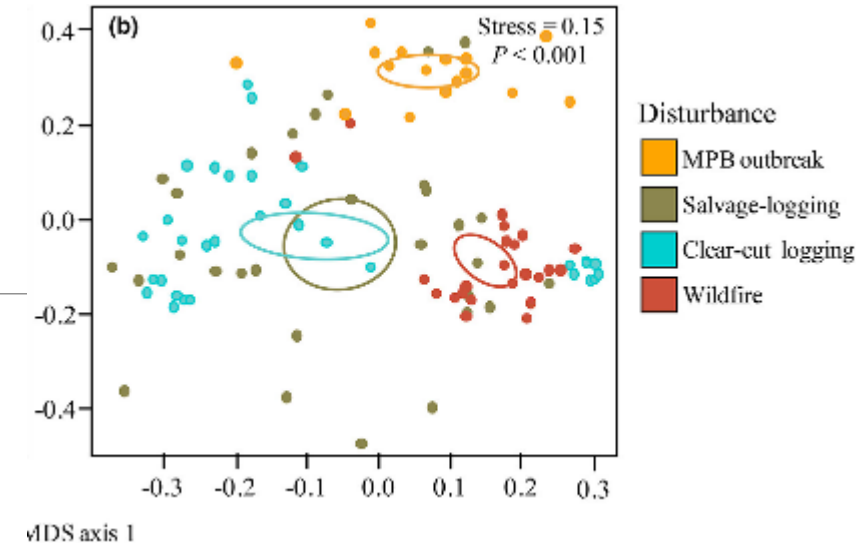 (b)
Stress = 0.15
P < 0.001
0.4
0.2
0.0
-0.2
-0.4
-0.3 -0.2 -0.1 0.0 0.1 0.2 0.3
MDS axis 1
Disturbance
MPB outbreak
Salvage-logging
Clear-cut logging
Wildfire